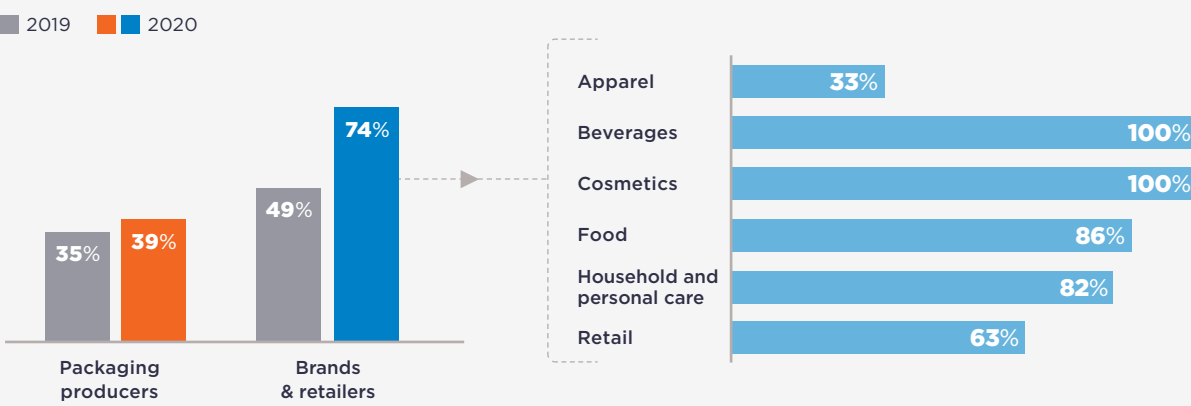 2019 2020
35%
39%
49%
74%
Packaging
producers
Brands
& retailers
Apparel 33%
Beverages 100%
Cosmetics 100%
Food 86%
Household and
personal care 82%
Retail 63%